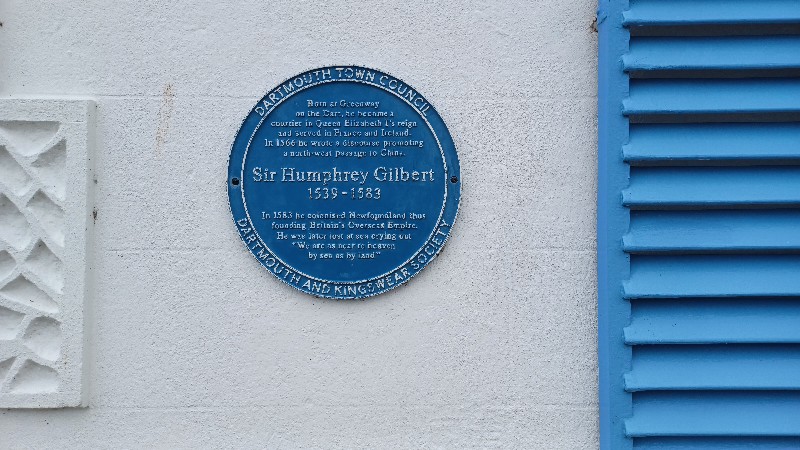 DARTMOUTH TOWN COUNCIL
Born at Greenway
on the Dart, he became a
courtier in Queen Elizabeth I's reign
and served in France and Ireland.
In 1566 he wrote a discourse promoting
a north-west passage to China.
Sir Humphrey Gilbert
1539-1583
In 1583 he colonised Newfoundland thus
founding Britain's Overseas Empire.
He was later lost at sea crying out
"We are as near to heaven
by sea as by land"
DARTMOUTH AND KINGSWEAR SOCIETY